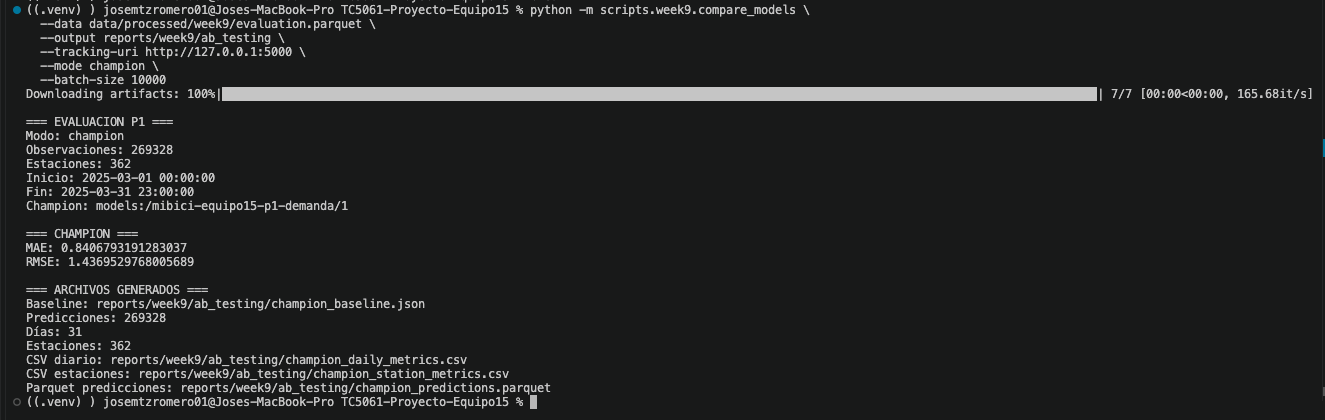 ((.venv) ) josemtzromero01@Joses-MacBook-Pro TC5061-Proyecto-Equipo15 % python -m scripts.week9.compare_models \
--data data/processed/week9/evaluation.parquet \
--output reports/week9/ab_testing \
--tracking-uri http://127.0.0.1:5000 \
--mode champion \
--batch-size 10000
Downloading artifacts: 100%| | 7/7 [00:00<00:00, 165.68it/s]
=== EVALUACION P1 ===
Modo: champion
Observaciones: 269328
Estaciones: 362
Inicio: 2025-03-01 00:00:00
Fin: 2025-03-31 23:00:00
Champion: models:/mibici-equipo15-p1-demanda/1
=== CHAMPION ===
MAE: 0.8406793191283037
RMSE: 1.4369529768005689
=== ARCHIVOS GENERADOS ===
Baseline: reports/week9/ab_testing/champion_baseline.json
Predicciones: 269328
Días: 31
Estaciones: 362
CSV diario: reports/week9/ab_testing/champion_daily_metrics.csv
CSV estaciones: reports/week9/ab_testing/champion_station_metrics.csv
Parquet predicciones: reports/week9/ab_testing/champion_predictions.parquet
((.venv) ) josemtzromero01@Joses-MacBook-Pro TC5061-Proyecto-Equipo15 %